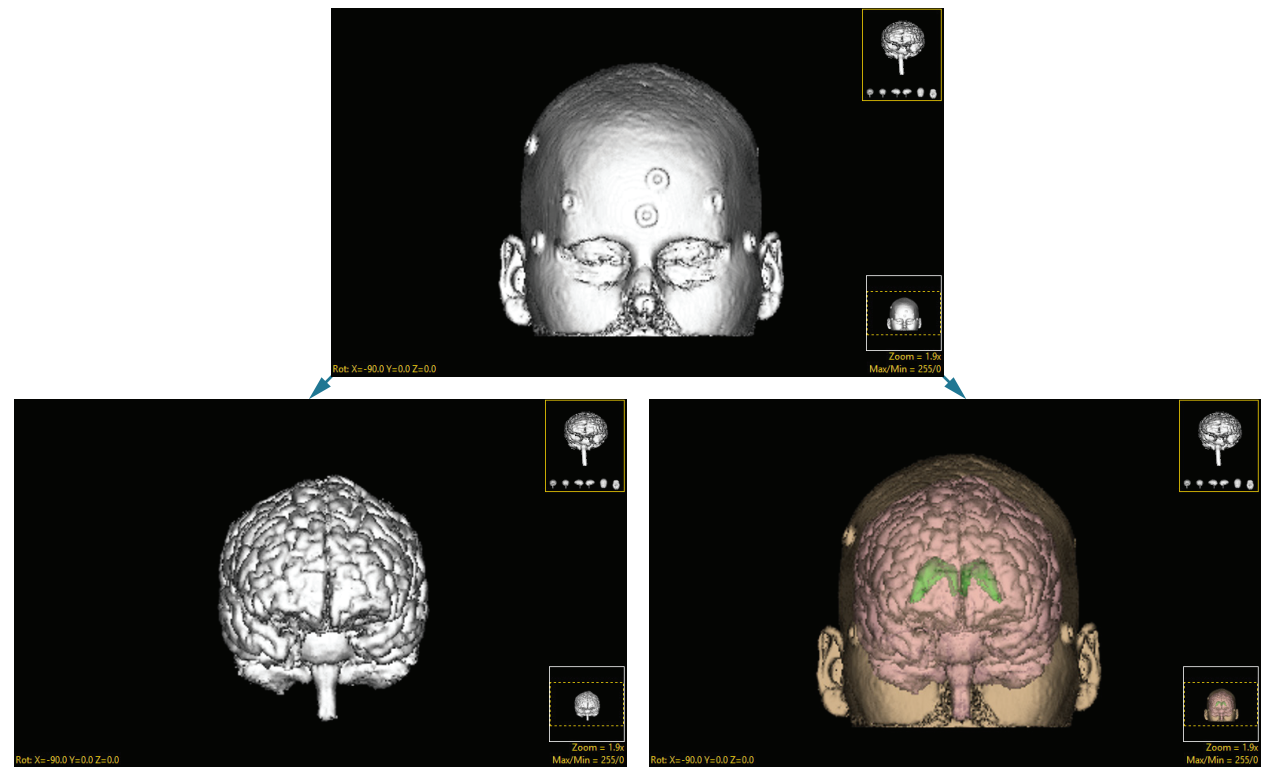 Zoom = 1.9x
Rot: X=-90.0 Y=0.0 Z=0.0
Max/Min = 255/0
Zoom = 1.9x
Rot: X=-90.0 Y=0.0 Z=0.0
Max/Min = 255/0
Zoom = 1.9x
Rot: X=-90.0 Y=0.0 Z=0.0
Max/Min = 255/0